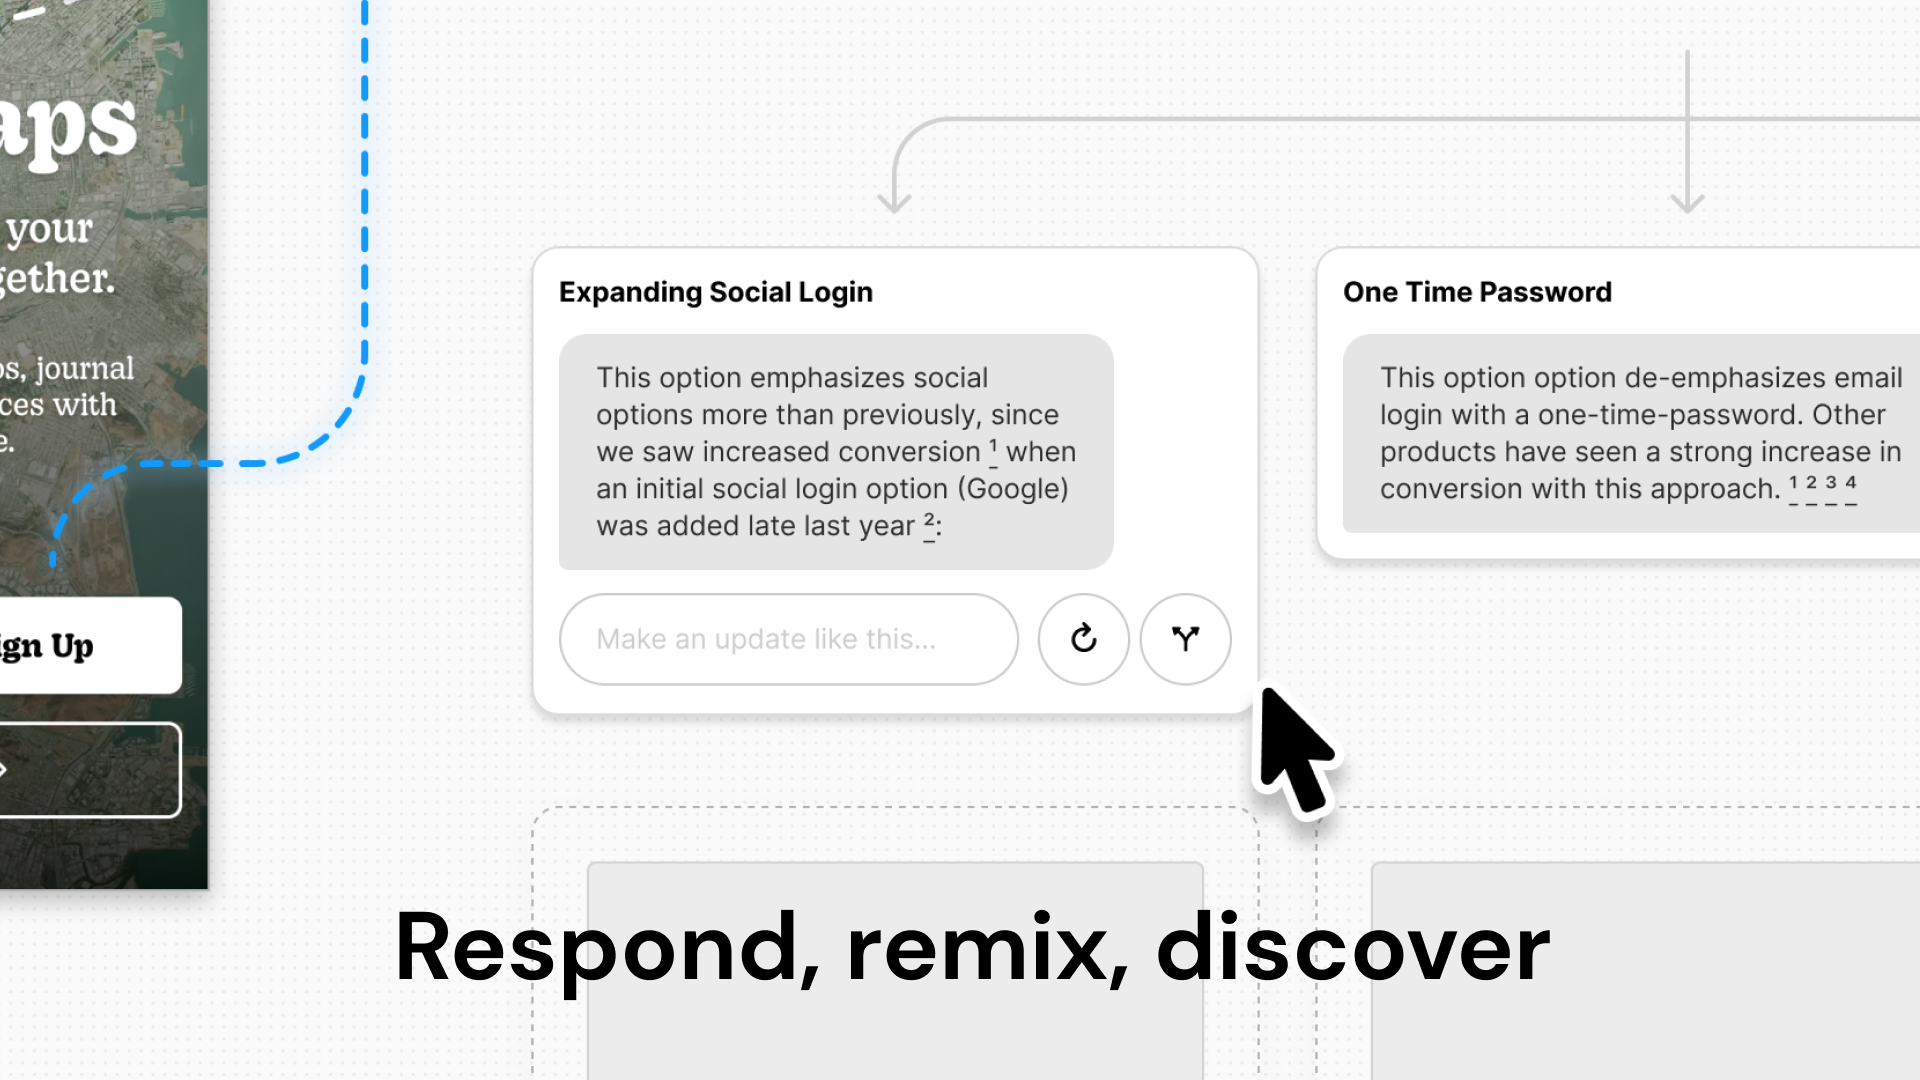 aps
your
gether.
os, journal
ces with
e.
ign Up
Expanding Social Login
This option emphasizes social
options more than previously, since
we saw increased conversion ¹ when
an initial social login option (Google)
was added late last year ²:
Make an update like this...
One Time Password
This option option de-emphasizes email
login with a one-time-password. Other
products have seen a strong increase in
conversion with this approach. ¹ ² ³ ⁴
Respond, remix, discover